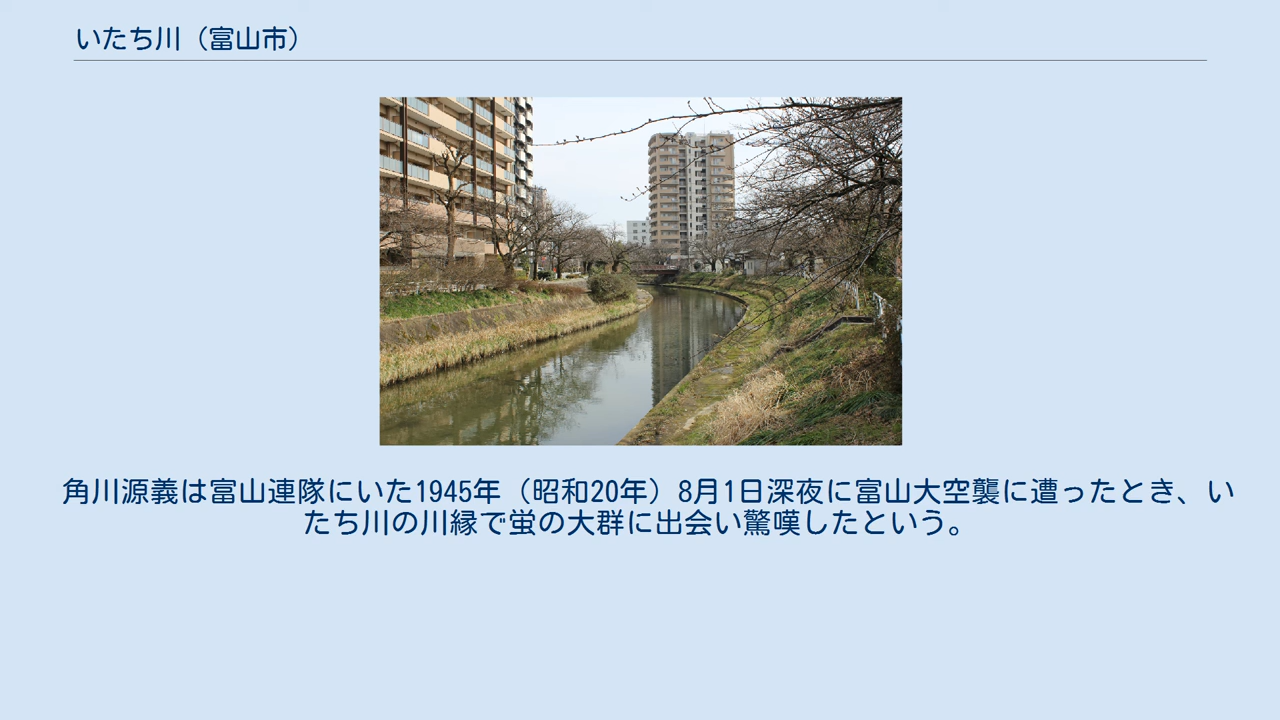 いたち川（富山市）
角川源義は富山連隊にいた1945年（昭和20年）8月1日深夜に富山大空襲に遭ったとき、い
たち川の川縁で蛍の大群に出会い驚嘆したという。